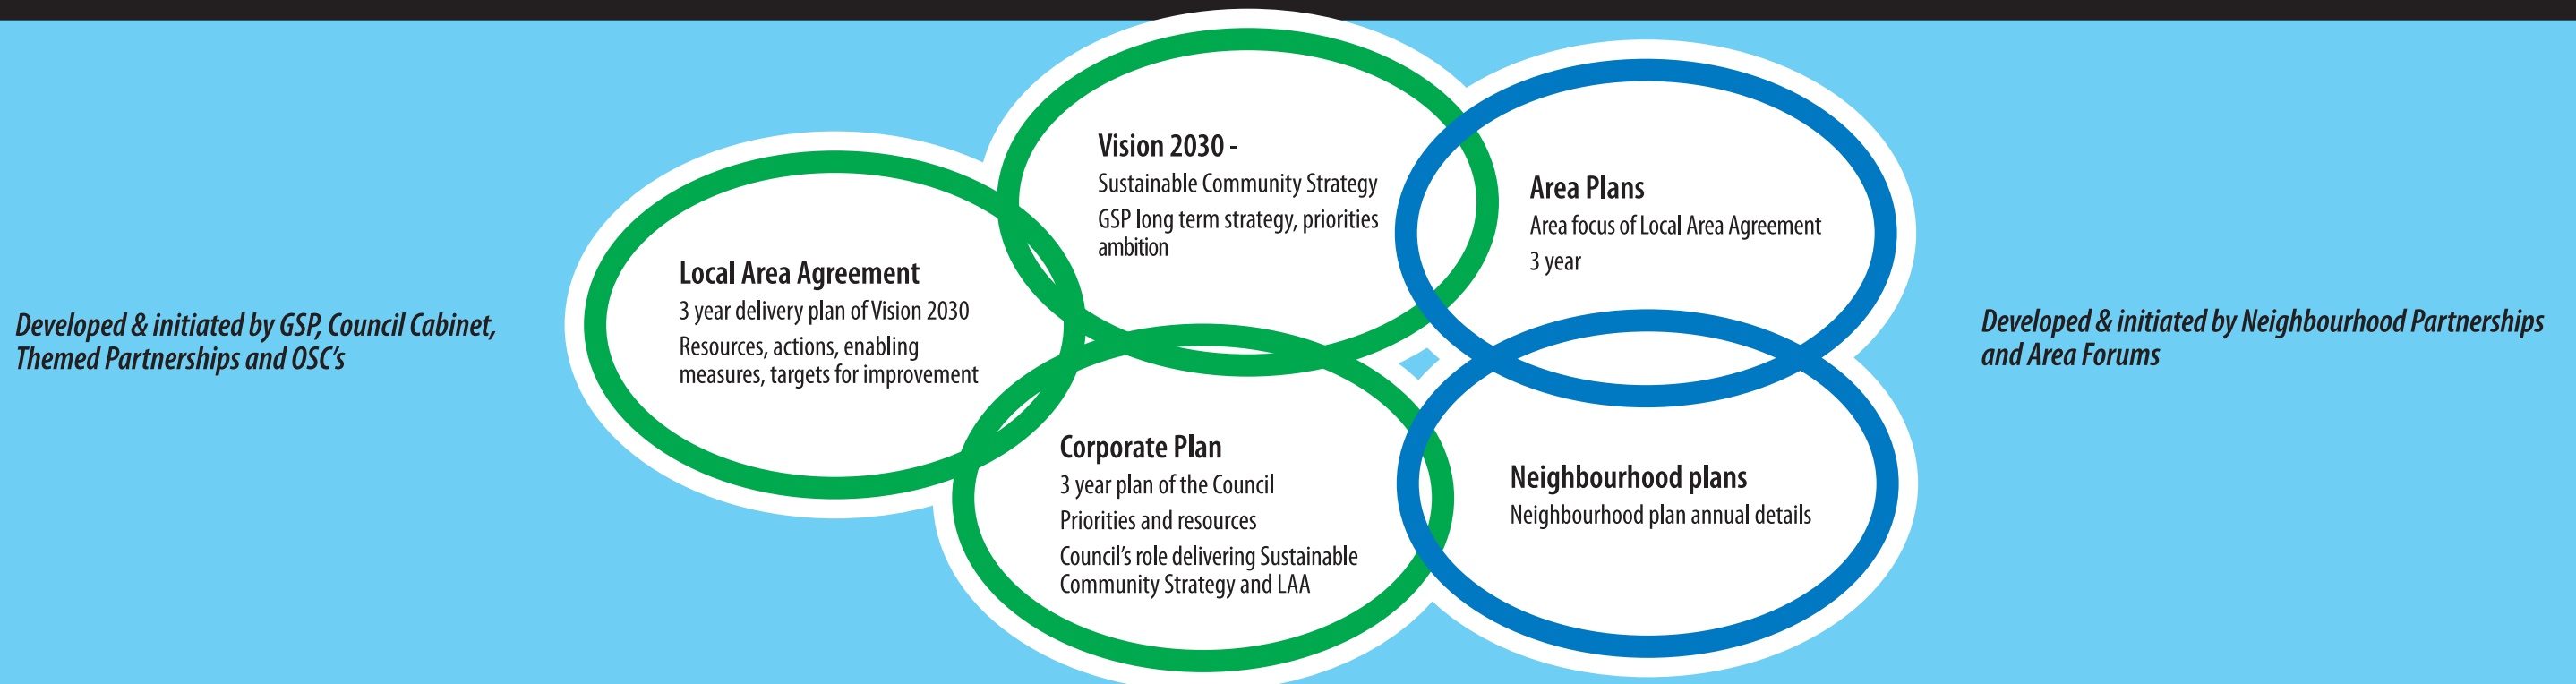 Developed & initiated by GSP, Council Cabinet,
Themed Partnerships and OSC's
Local Area Agreement
3 year delivery plan of Vision 2030
Resources, actions, enabling
measures, targets for improvement
Vision 2030 -
Sustainable Community Strategy
GSP long term strategy, priorities
ambition
Corporate Plan
3 year plan of the Council
Priorities and resources
Council's role delivering Sustainable
Community Strategy and LAA
Area Plans
Area focus of Local Area Agreement
3 year
Neighbourhood plans
Neighbourhood plan annual details
Developed & initiated by Neighbourhood Partnerships
and Area Forums